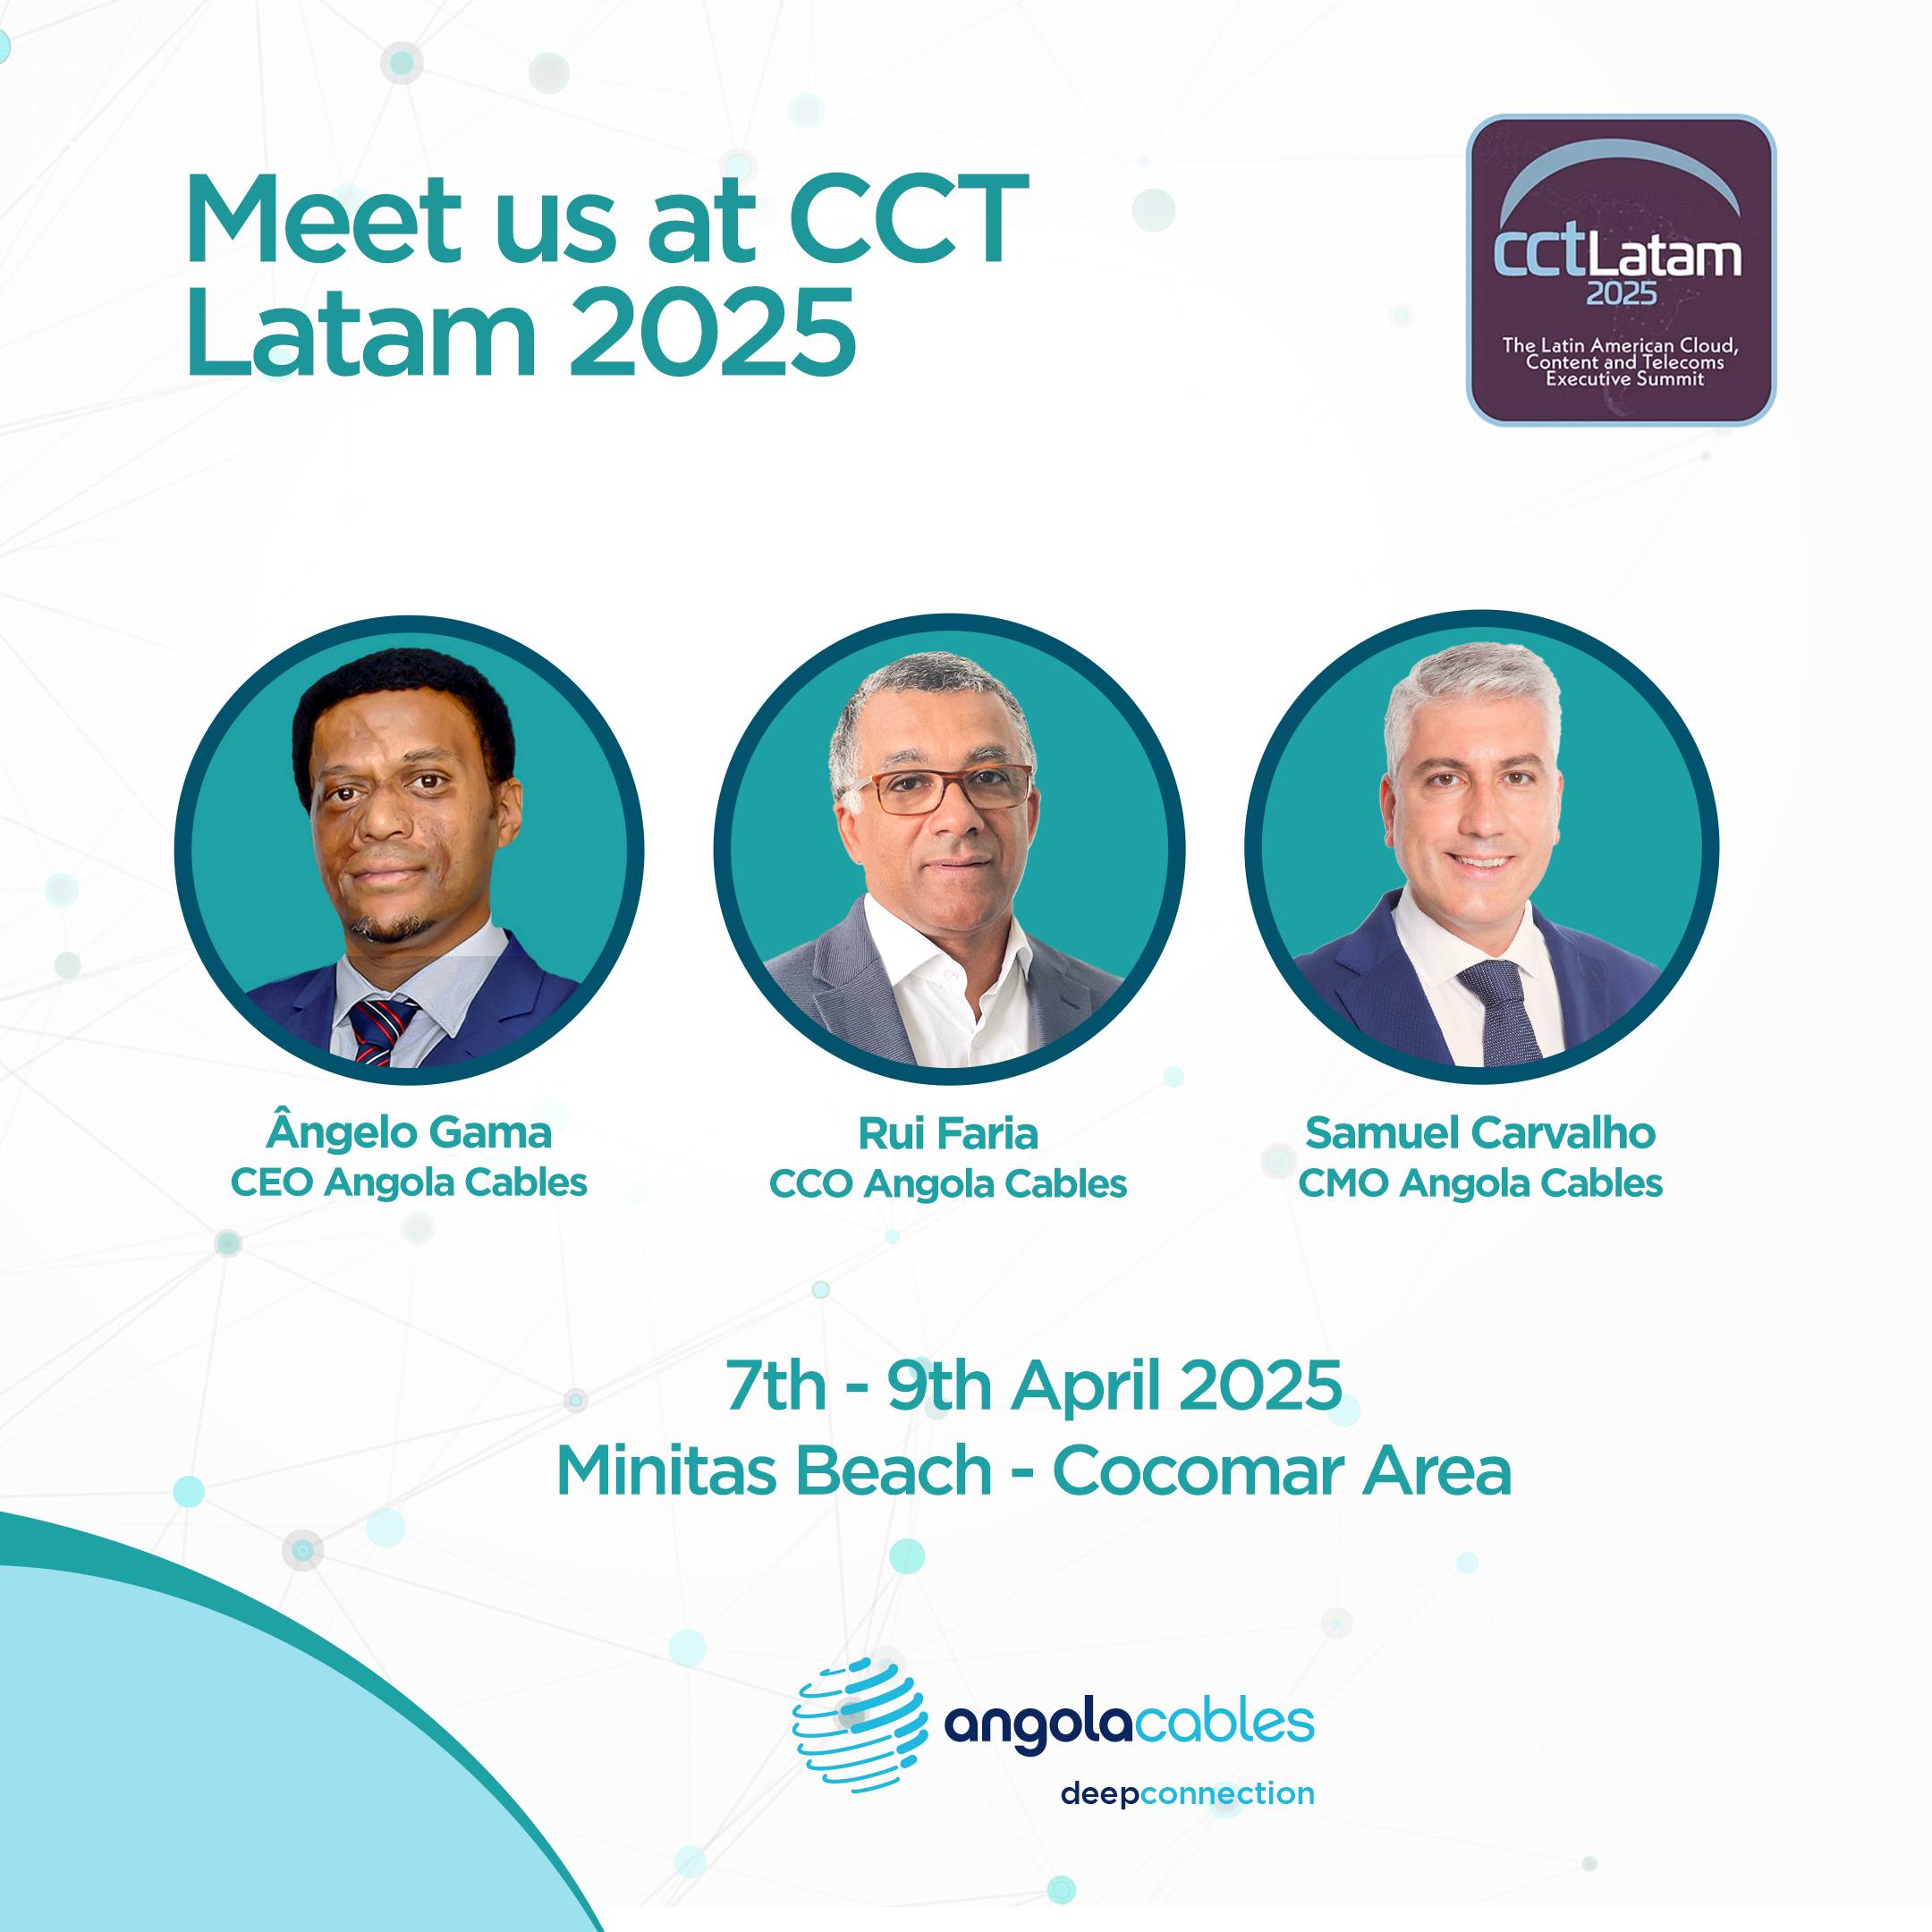 Meet us at CCT
Latam 2025
cctLatam
2025
The Latin American Cloud,
Content and Telecoms
Executive Summit
Ângelo Gama
CEO Angola Cables
Rui Faria
CCO Angola Cables
Samuel Carvalho
CMO Angola Cables
7th - 9th April 2025
Minitas Beach - Cocomar Area
angolacables
deepconnection